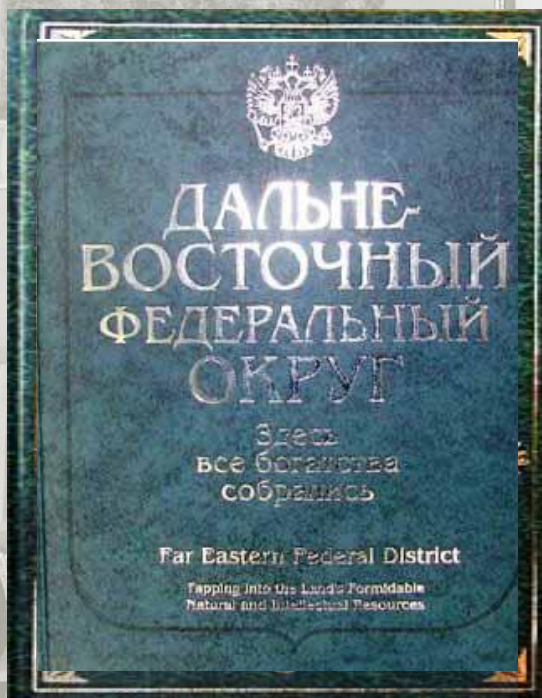 ДАЛЬНЕ-
ВОСТОЧНЫЙ
ФЕДЕРАЛЬНЫЙ
ОКРУГ
Здесь
все богатства
собрались
Far Eastern Federal District
Tapping into the Land's Formidable
Natural and Intellectual Resources